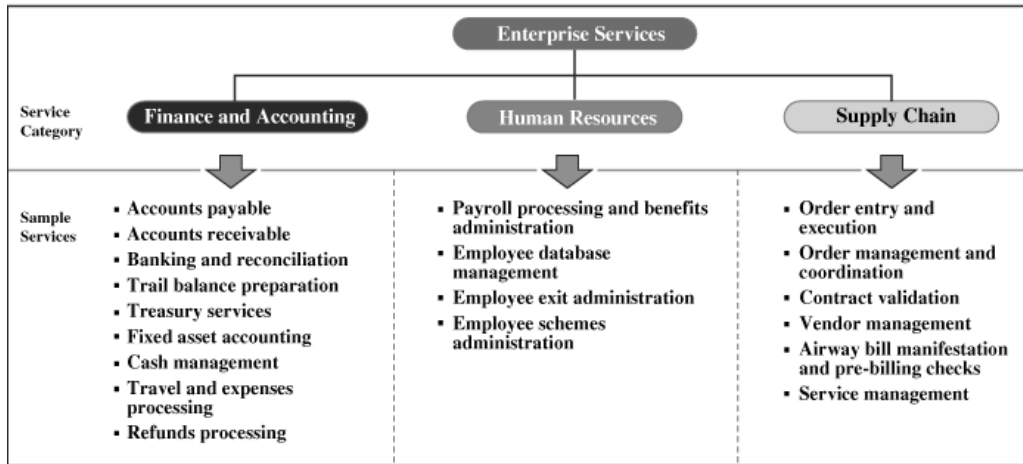 Enterprise Services
Service
Category
Finance and Accounting
Human Resources
Supply Chain
Sample
Services
▪ Accounts payable
▪ Accounts receivable
▪ Banking and reconciliation
▪ Trail balance preparation
▪ Treasury services
▪ Fixed asset accounting
▪ Cash management
▪ Travel and expenses
processing
▪ Refunds processing
▪ Payroll processing and benefits
administration
▪ Employee database
management
▪ Employee exit administration
▪ Employee schemes
administration
▪ Order entry and
execution
▪ Order management and
coordination
▪ Contract validation
▪ Vendor management
▪ Airway bill manifestation
and pre-billing checks
▪ Service management